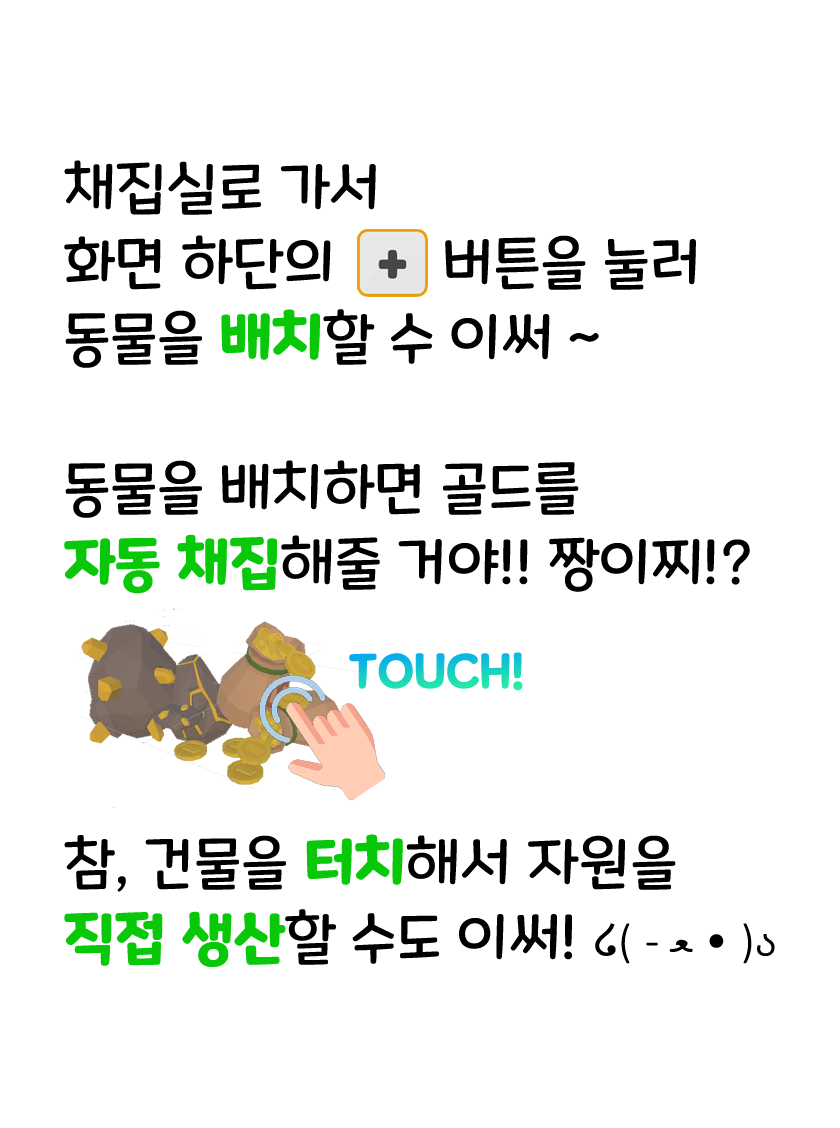 채집실로 가서
화면 하단의 + 버튼을 눌러
동물을 배치할 수 이써 ~
동물을 배치하면 골드를
자동 채집해줄 거야!! 짱이찌!?
TOUCH!
참, 건물을 터치해서 자원을
직접 생산할 수도 이써! ૮( - ﻌ • )ა